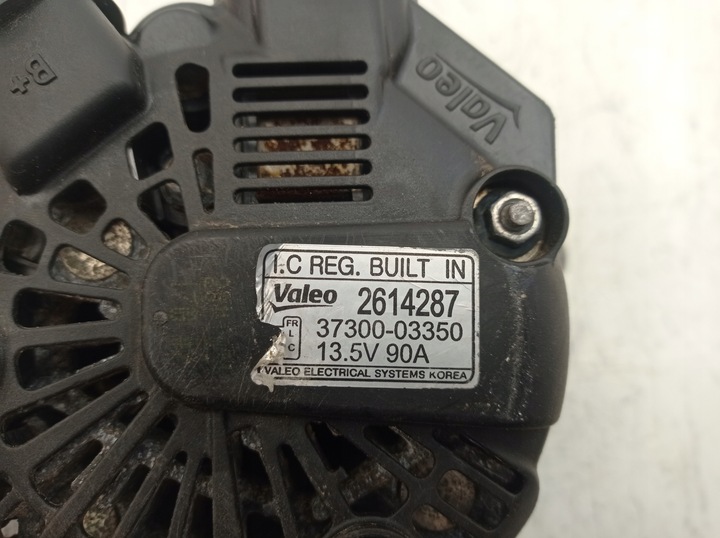 B+
Valeo
I.C REG. BUILT IN
Valeo 2614287
FR
L
C
37300-03350
13.5V 90A
VALEO ELECTRICAL SYSTEMS KOREA